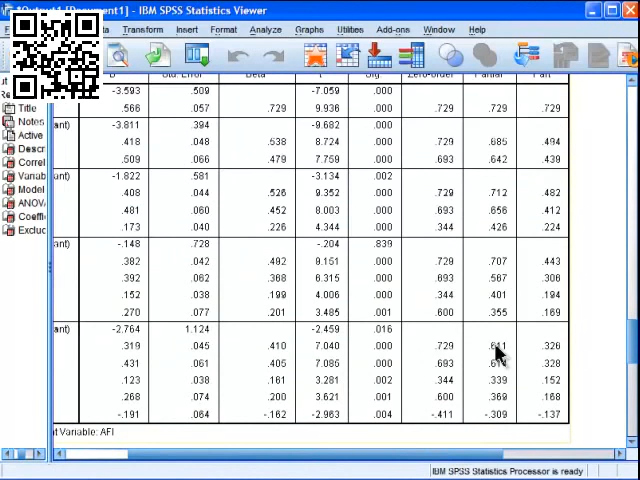 [Document1] - IBM SPSS Statistics Viewer
Transform Insert Format Analyze Graphs Utilities Add-ons Window Help
Std. Error Beta t Sig. Zero-order Partial Part
-3.593 .509 -7.059 .000
.566 .057 .729 9.936 .000 .729 .729 .729
-3.811 .394 -9.682 .000
.418 .048 .538 8.724 .000 .729 .685 .494
.509 .066 .479 7.759 .000 .693 .642 .439
-1.822 .581 -3.134 .002
.408 .044 .526 9.352 .000 .729 .712 .482
.481 .060 .452 8.003 .000 .693 .656 .412
.173 .040 .226 4.344 .000 .344 .426 .224
-.148 .728 -.204 .839
.382 .042 .492 9.151 .000 .729 .707 .443
.392 .062 .368 6.315 .000 .693 .567 .306
.152 .038 .199 4.006 .000 .344 .401 .194
.270 .077 .201 3.485 .001 .600 .355 .169
-2.764 1.124 -2.459 .016
.319 .045 .410 7.040 .000 .729 .611 .326
.431 .061 .405 7.085 .000 .693 .328
.123 .038 .161 3.281 .002 .344 .339 .152
.268 .074 .200 3.621 .001 .600 .369 .168
-.191 .064 -.162 -2.963 .004 -.411 -.309 -.137
nt Variable: AFI
Title
Notes
Active
Descr
Correl
Variab
Model
ANOV
Coeffi
Exclud
IBM SPSS Statistics Processor is ready